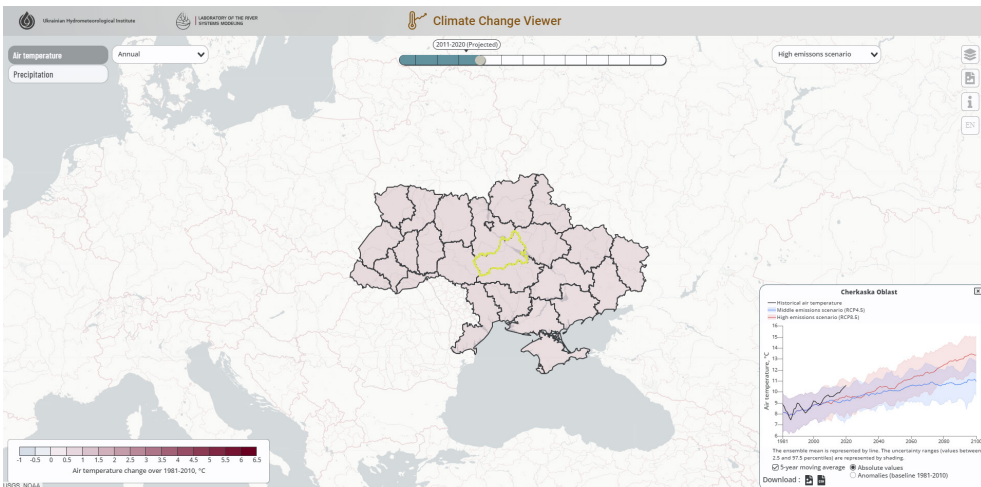 Ukrainian Hydrometeorological Institute
LABORATORY OF THE RIVER
SYSTEMS MODELING
Climate Change Viewer
Air temperature
Annual
2011-2020 (Projected)
High emissons scenario
Precipitation
EN
Cherkaska Oblast
Historical air temperature
Middle emissions scenario (RCP4.5)
High emissions scenario (RCP8.5)
Air temperature, °C
16
15
14
13
12
11
10
9
8
7
6
1981 2000 2020 2040 2060 2080 2100
The ensemble mean is represented by line. The uncertainty ranges (values between
2.5 and 97.5 percentiles) are represented by shading.
5-year moving average Absolute values
Anomalies (baseline 1981-2010)
Download :
-1 -0.5 0 0.5 1 1.5 2 2.5 3 3.5 4 4.5 5 5.5 6 6.5
Air temperature change over 1981-2010, °C
USGS, NOAA